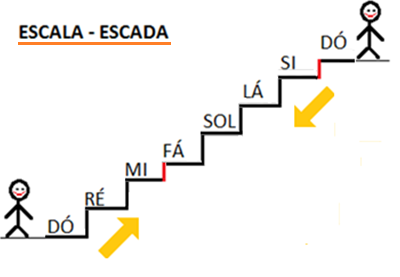 ESCALA - ESCADA
DÓ
SI
LÁ
SOL
FÁ
MI
RÉ
DÓ